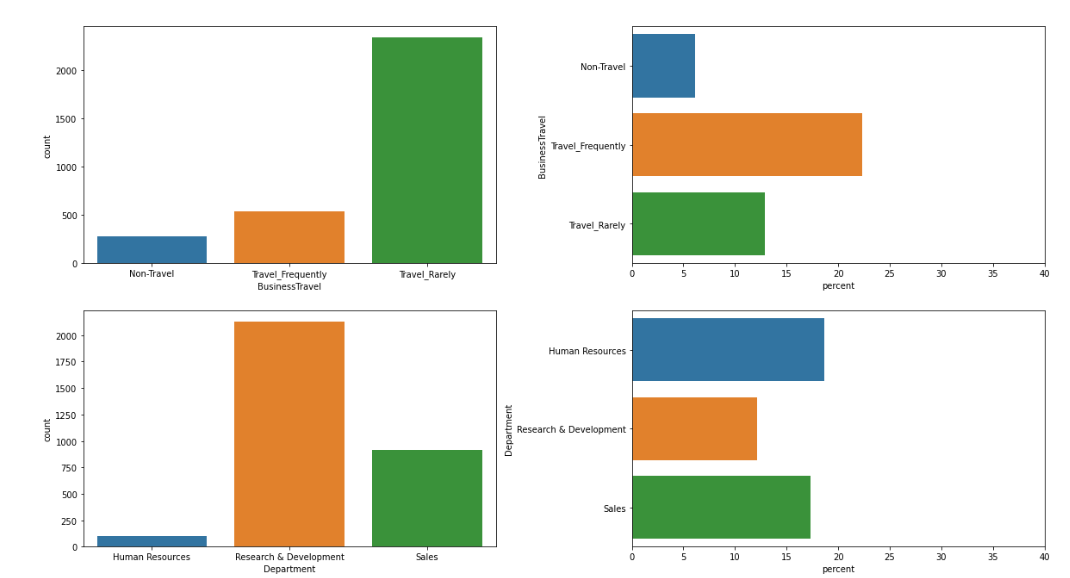 2000
1500
1000
500
0
count
Non-Travel
Travel_Frequently
Travel_Rarely
BusinessTravel
Non-Travel
Travel_Frequently
Travel_Rarely
BusinessTravel
0 5 10 15 20 25 30 35 40
percent
2000
1750
1500
1250
1000
750
500
250
0
count
Human Resources
Research & Development
Sales
Department
Human Resources
Research & Development
Sales
Department
0 5 10 15 20 25 30 35 40
percent